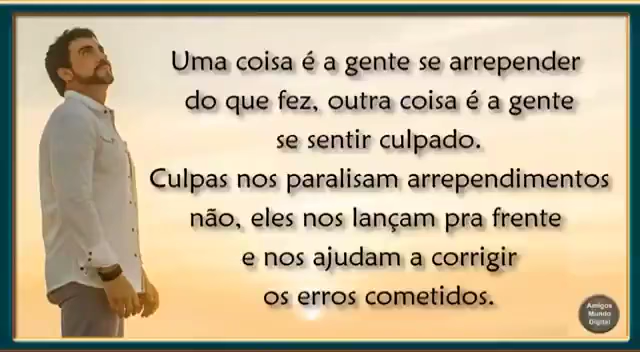 Uma coisa é a gente se arrepender
do que fez, outra coisa é a gente
se sentir culpado.
Culpas nos paralisam arrependimentos
não, eles nos lançam pra frente
e nos ajudam a corrigir
os erros cometidos.
Amigos
Mundo
Digital